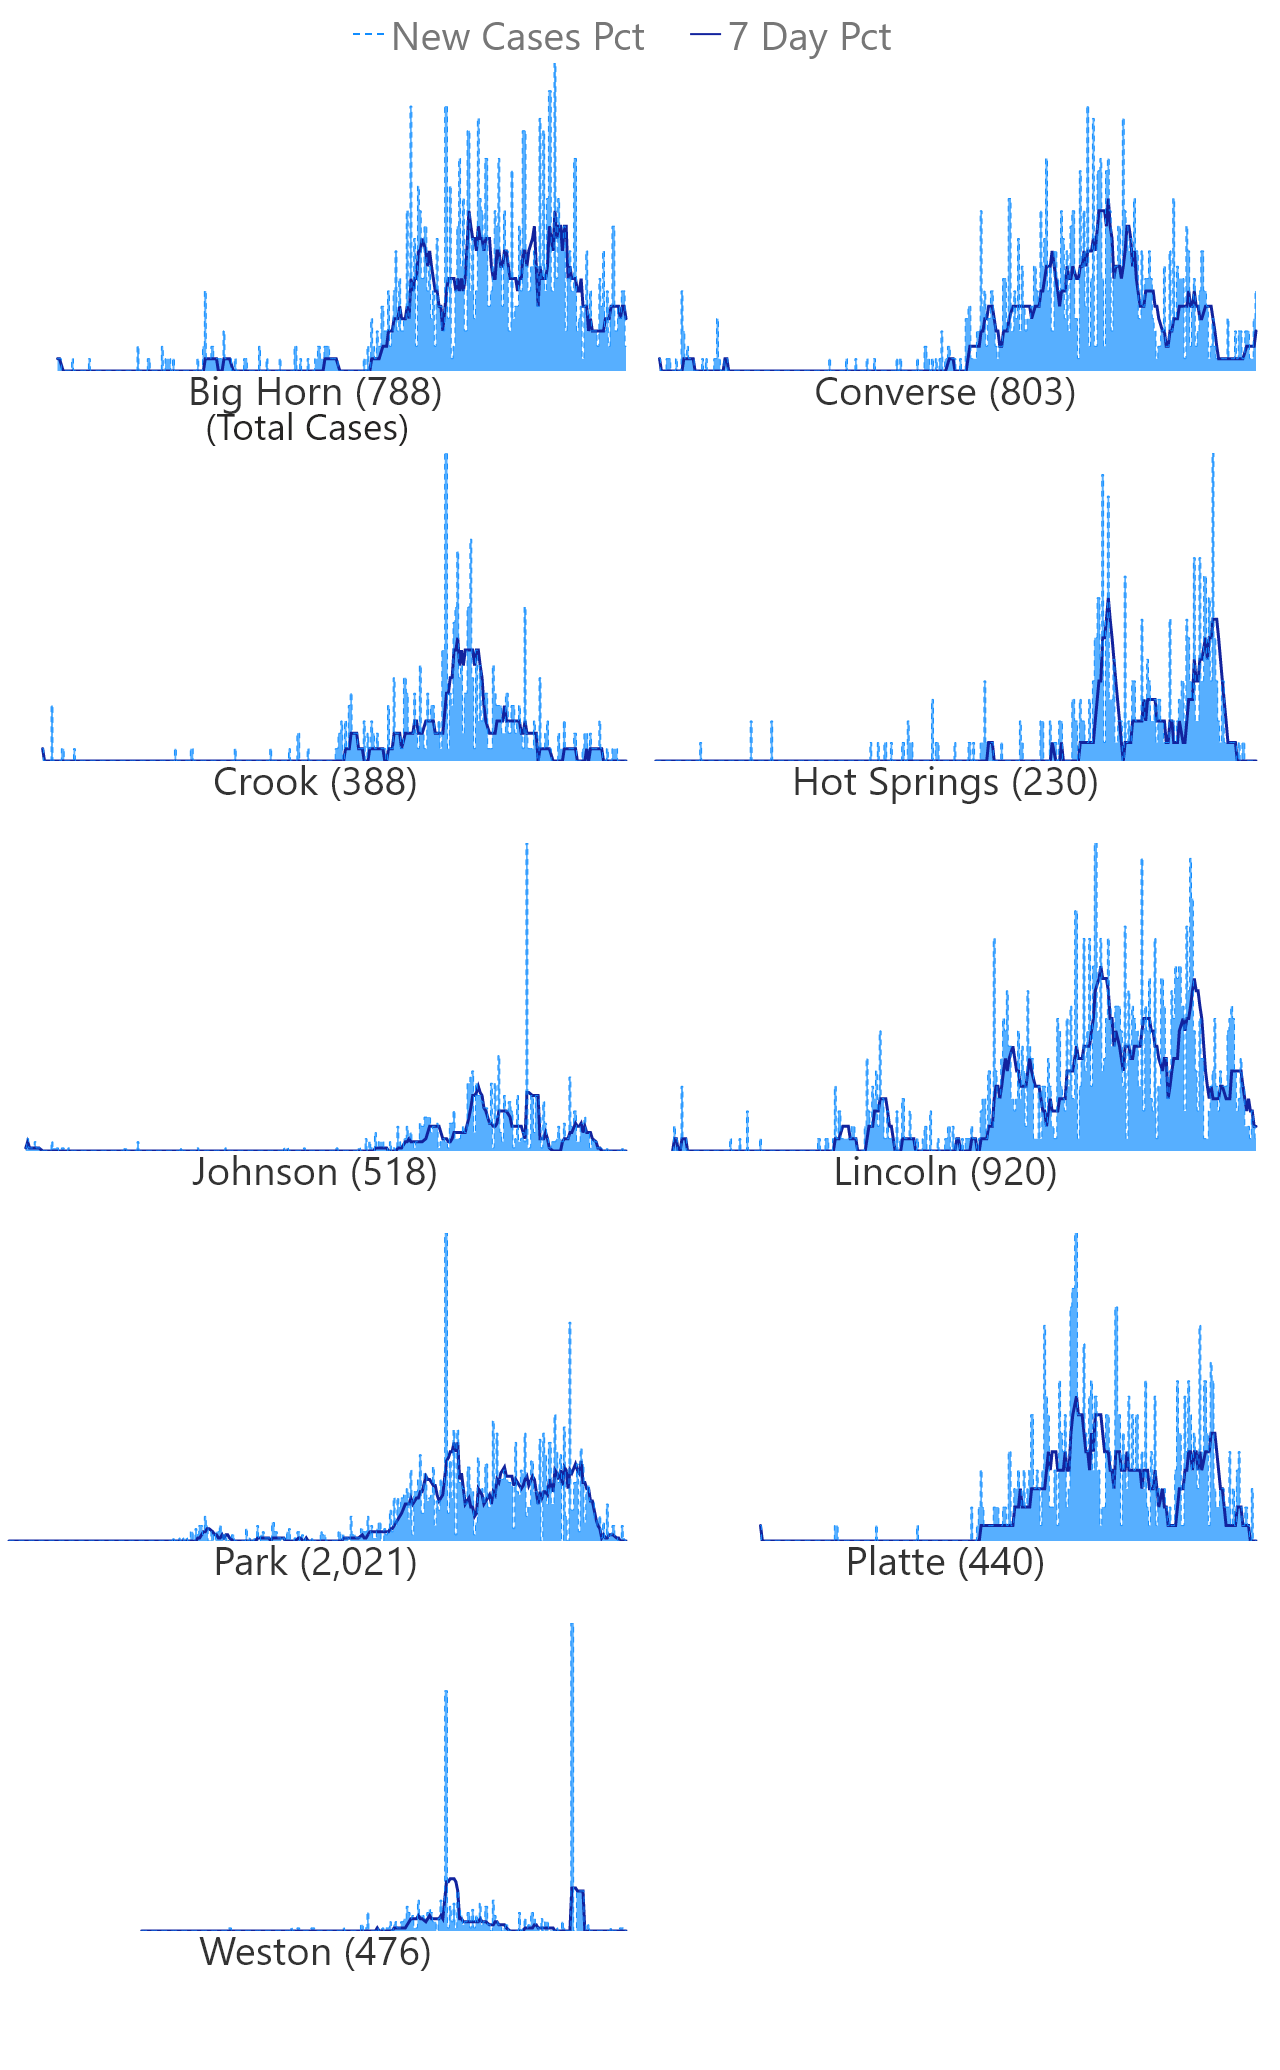 New Cases Pct 7 Day Pct
Big Horn (788) Converse (803)
(Total Cases)
Crook (388) Hot Springs (230)
Johnson (518) Lincoln (920)
Park (2,021) Platte (440)
Weston (476)